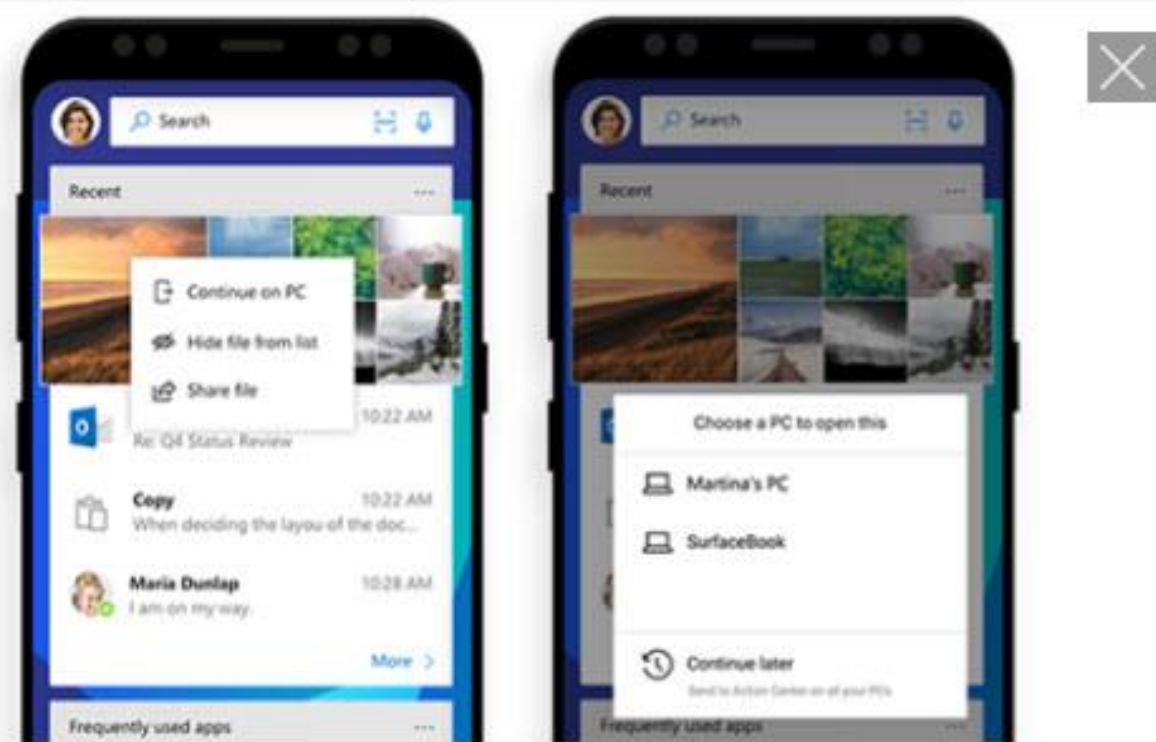 Search
Recent
Continue on PC
Hide file from list
Share file
10:22 AM
Re: Q4 Status Review
Copy 10:22 AM
When deciding the layou of the doc...
Maria Dunlap 10:28 AM
I am on my way.
More
Frequently used apps
Search
Recent
Choose a PC to open this
Martina's PC
SurfaceBook
Continue later
Send to Action Center on all your PCs
Frequently used apps